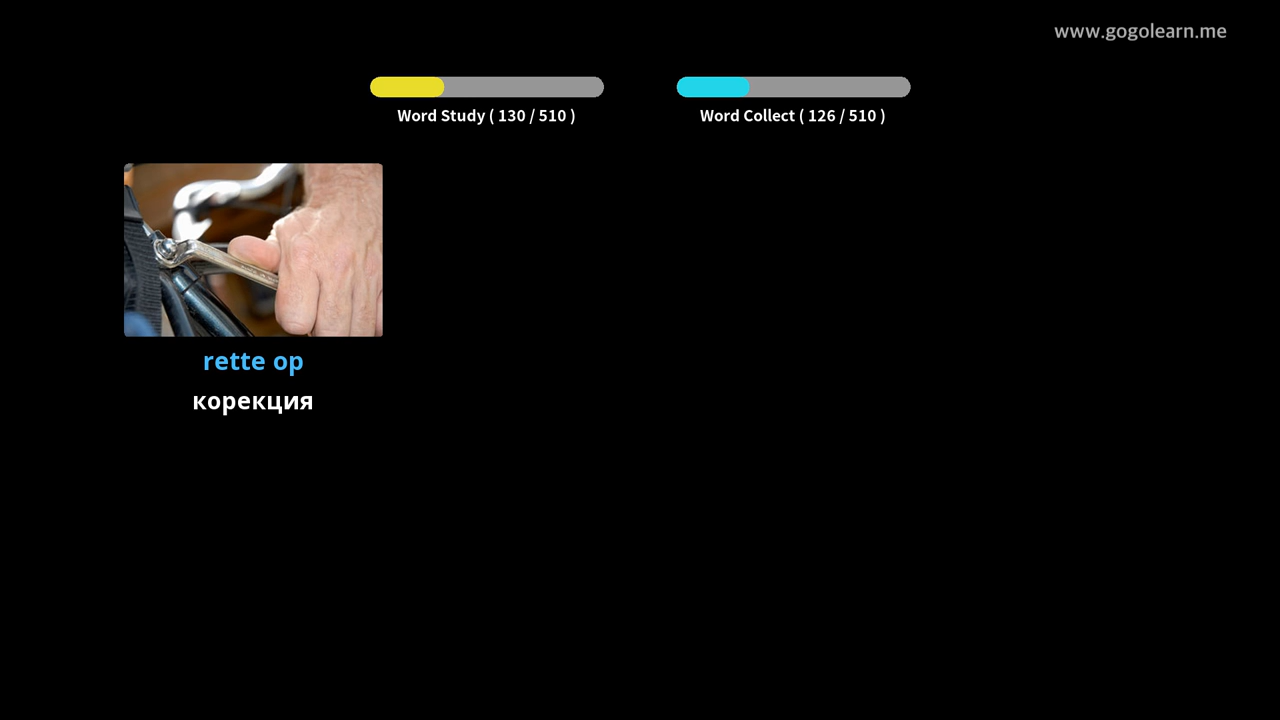 www.gogolearn.me
Word Study ( 130 / 510 )
Word Collect ( 126 / 510 )
rette op
корекция